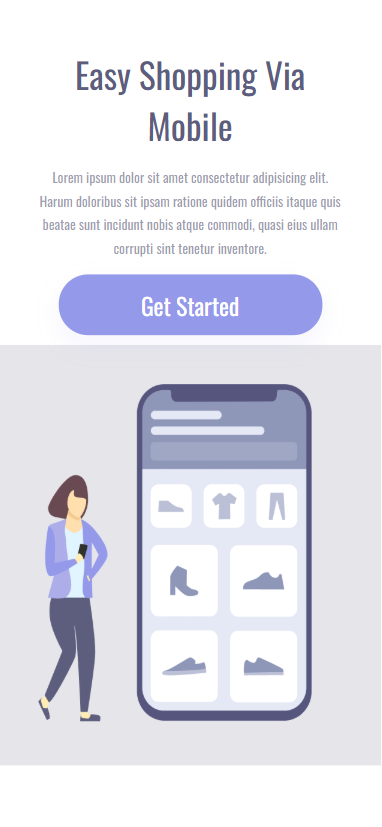 Easy Shopping Via
Mobile
Lorem ipsum dolor sit amet consectetur adipisicing elit.
Harum doloribus sit ipsam ratione quidem officiis itaque quis
beatae sunt incidunt nobis atque commodi, quasi eius ullam
corrupti sint tenetur inventore.
Get Started